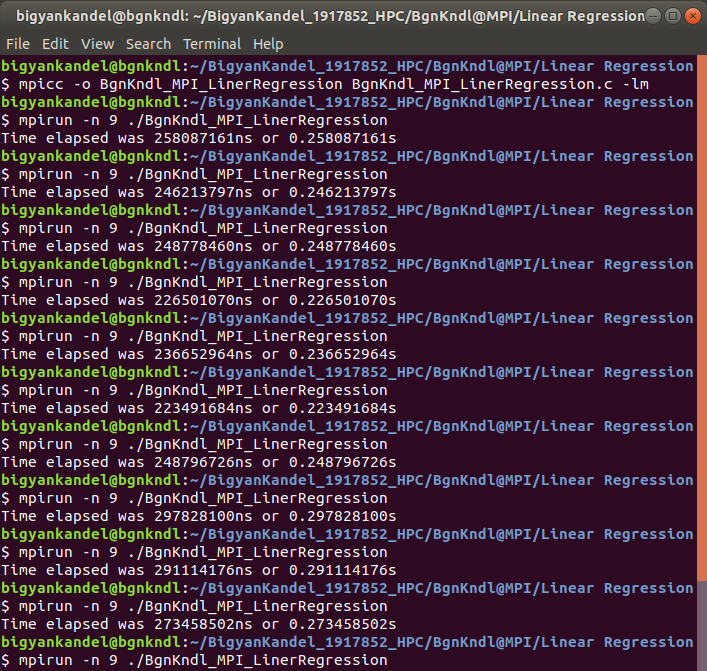 bigyankandel@bgnkndl: ~/BigyanKandel_1917852_HPC/BgnKndl@MPI/Linear Regression
File Edit View Search Terminal Help
bigyankandel@bgnkndl:~/BigyanKandel_1917852_HPC/BgnKndl@MPI/Linear Regression
$ mpicc -o BgnKndl_MPI_LinerRegression BgnKndl_MPI_LinerRegression.c -lm
bigyankandel@bgnkndl:~/BigyanKandel_1917852_HPC/BgnKndl@MPI/Linear Regression
$ mpirun -n 9 ./BgnKndl_MPI_LinerRegression
Time elapsed was 258087161ns or 0.258087161s
bigyankandel@bgnkndl:~/BigyanKandel_1917852_HPC/BgnKndl@MPI/Linear Regression
$ mpirun -n 9 ./BgnKndl_MPI_LinerRegression
Time elapsed was 246213797ns or 0.246213797s
bigyankandel@bgnkndl:~/BigyanKandel_1917852_HPC/BgnKndl@MPI/Linear Regression
$ mpirun -n 9 ./BgnKndl_MPI_LinerRegression
Time elapsed was 248778460ns or 0.248778460s
bigyankandel@bgnkndl:~/BigyanKandel_1917852_HPC/BgnKndl@MPI/Linear Regression
$ mpirun -n 9 ./BgnKndl_MPI_LinerRegression
Time elapsed was 226501070ns or 0.226501070s
bigyankandel@bgnkndl:~/BigyanKandel_1917852_HPC/BgnKndl@MPI/Linear Regression
$ mpirun -n 9 ./BgnKndl_MPI_LinerRegression
Time elapsed was 236652964ns or 0.236652964s
bigyankandel@bgnkndl:~/BigyanKandel_1917852_HPC/BgnKndl@MPI/Linear Regression
$ mpirun -n 9 ./BgnKndl_MPI_LinerRegression
Time elapsed was 223491684ns or 0.223491684s
bigyankandel@bgnkndl:~/BigyanKandel_1917852_HPC/BgnKndl@MPI/Linear Regression
$ mpirun -n 9 ./BgnKndl_MPI_LinerRegression
Time elapsed was 248796726ns or 0.248796726s
bigyankandel@bgnkndl:~/BigyanKandel_1917852_HPC/BgnKndl@MPI/Linear Regression
$ mpirun -n 9 ./BgnKndl_MPI_LinerRegression
Time elapsed was 297828100ns or 0.297828100s
bigyankandel@bgnkndl:~/BigyanKandel_1917852_HPC/BgnKndl@MPI/Linear Regression
$ mpirun -n 9 ./BgnKndl_MPI_LinerRegression
Time elapsed was 291114176ns or 0.291114176s
bigyankandel@bgnkndl:~/BigyanKandel_1917852_HPC/BgnKndl@MPI/Linear Regression
$ mpirun -n 9 ./BgnKndl_MPI_LinerRegression
Time elapsed was 273458502ns or 0.273458502s
bigyankandel@bgnkndl:~/BigyanKandel_1917852_HPC/BgnKndl@MPI/Linear Regression
$ mpirun -n 9 ./BgnKndl_MPI_LinerRegression